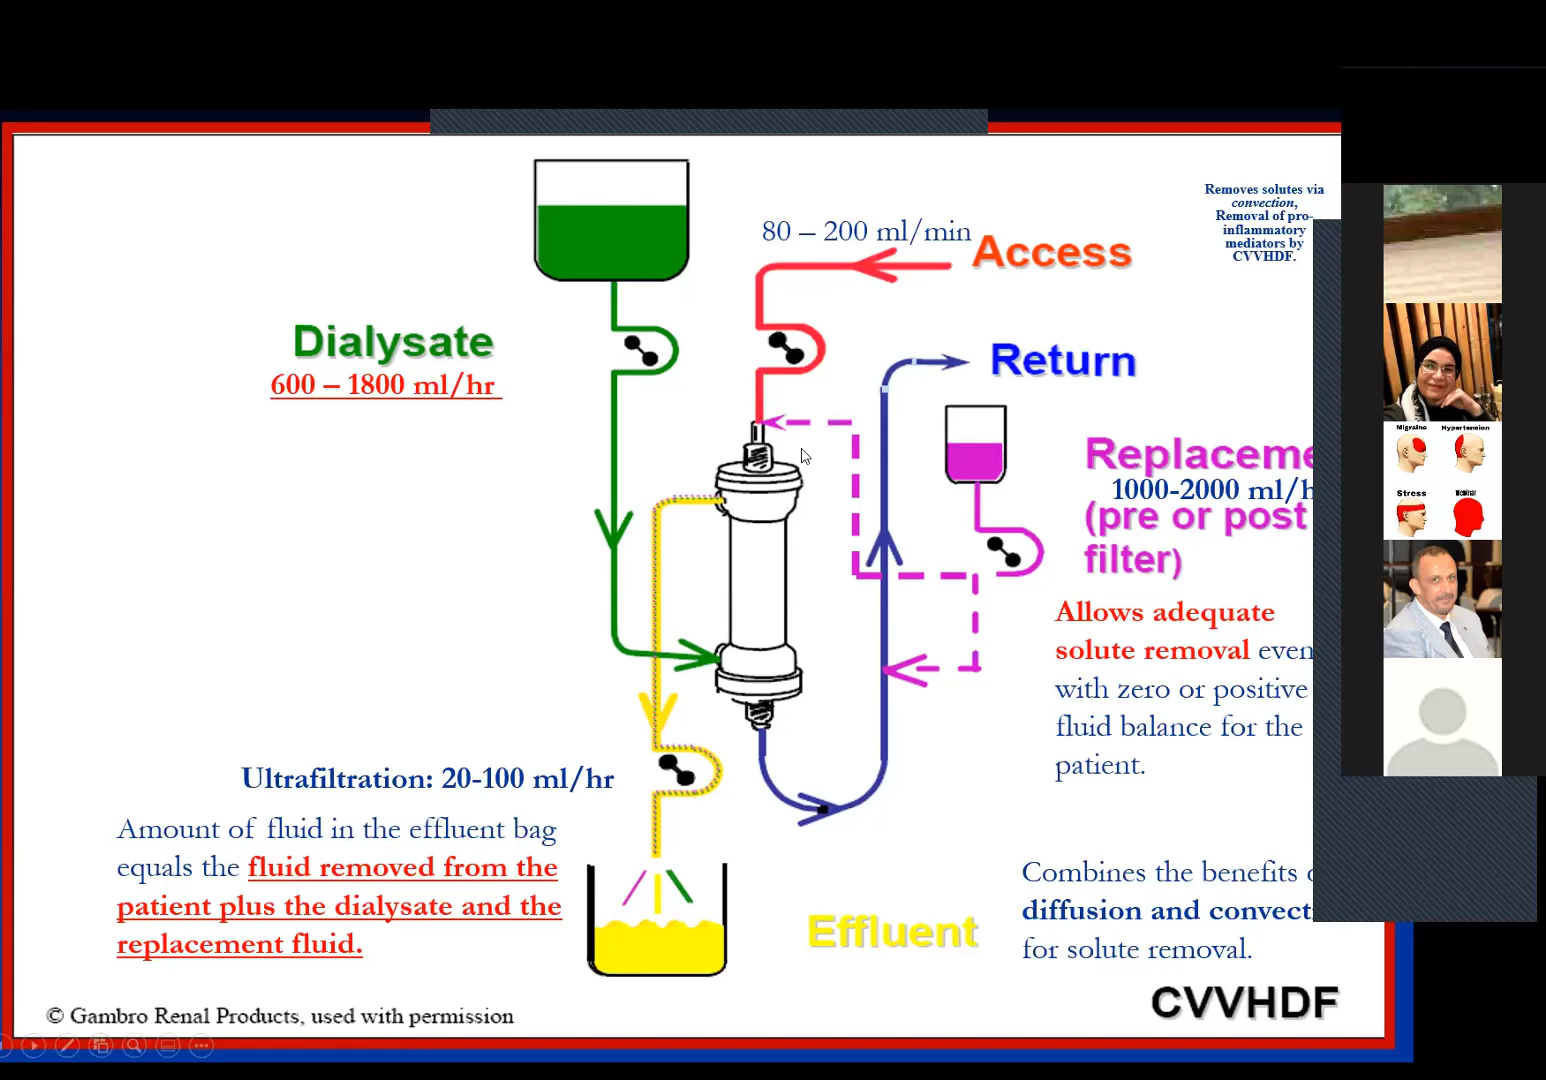 Removes solutes via
convection,
Removal of pro-
inflammatory
mediators by
CVVHDF.
80 – 200 ml/min
Access
Dialysate
600 – 1800 ml/hr
Return
1000-2000
(pre or post
filter)
Allows adequate
solute removal even
with zero or positive
fluid balance for the
patient.
Ultrafiltration: 20-100 ml/hr
Amount of fluid in the effluent bag
equals the fluid removed from the
patient plus the dialysate and the
replacement fluid.
Effluent
Combines the benefits
diffusion and
for solute removal.
CVVHDF
© Gambro Renal Products, used with permission
Migraine
Hypertension
Stress